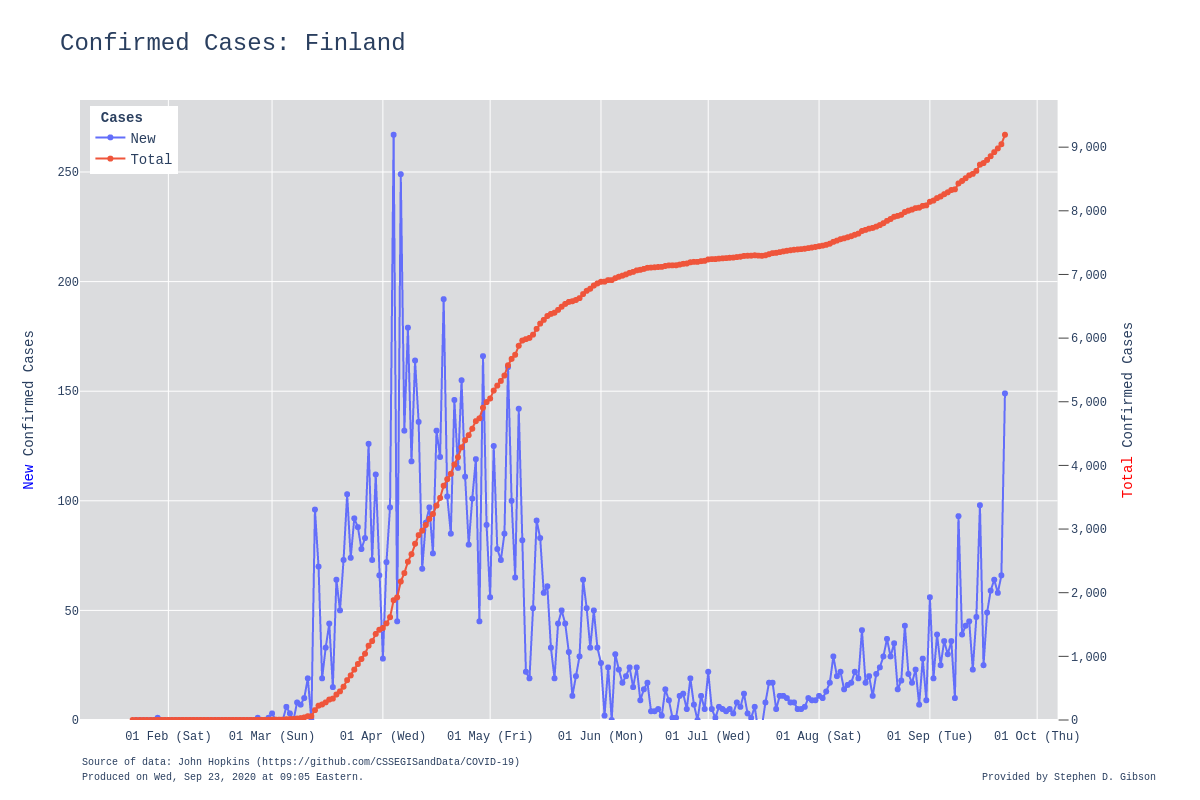 Confirmed Cases: Finland
Cases
New
Total
250
200
150
100
50
0
9,000
8,000
7,000
6,000
5,000
4,000
3,000
2,000
1,000
0
New Confirmed Cases
Total Confirmed Cases
01 Feb (Sat) 01 Mar (Sun) 01 Apr (Wed) 01 May (Fri) 01 Jun (Mon) 01 Jul (Wed) 01 Aug (Sat) 01 Sep (Tue) 01 Oct (Thu)
Source of data: John Hopkins (https://github.com/CSSEGISandData/COVID-19)
Produced on Wed, Sep 23, 2020 at 09:05 Eastern.
Provided by Stephen D. Gibson